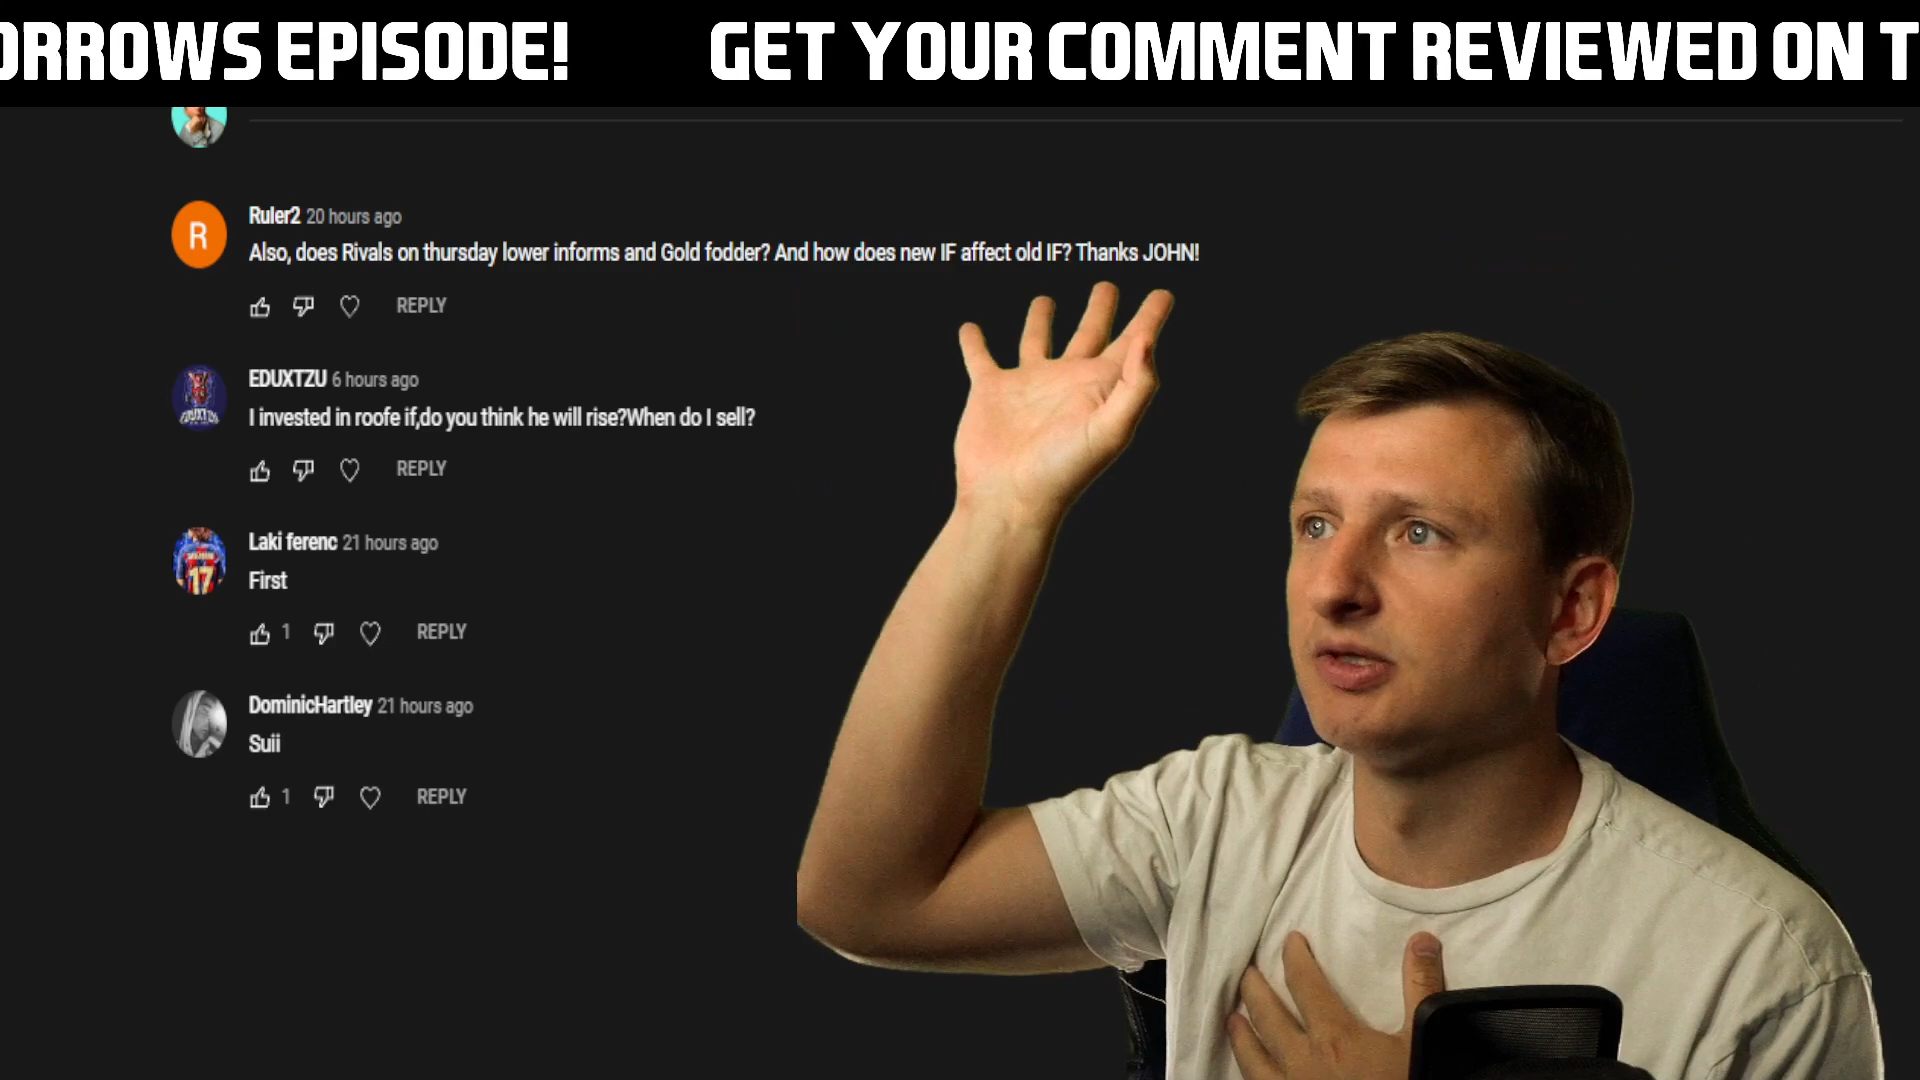 ORROWS EPISODE! GET YOUR COMMENT REVIEWED ON T
R
Ruler2 20 hours ago
Also, does Rivals on thursday lower informs and Gold fodder? And how does new IF affect old IF? Thanks JOHN!
REPLY
EDUXTZU
EDUXTZU 6 hours ago
I invested in roofe if,do you think he will rise?When do I sell?
REPLY
17
Laki ferenc 21 hours ago
First
1 REPLY
DominicHartley 21 hours ago
Suii
1 REPLY